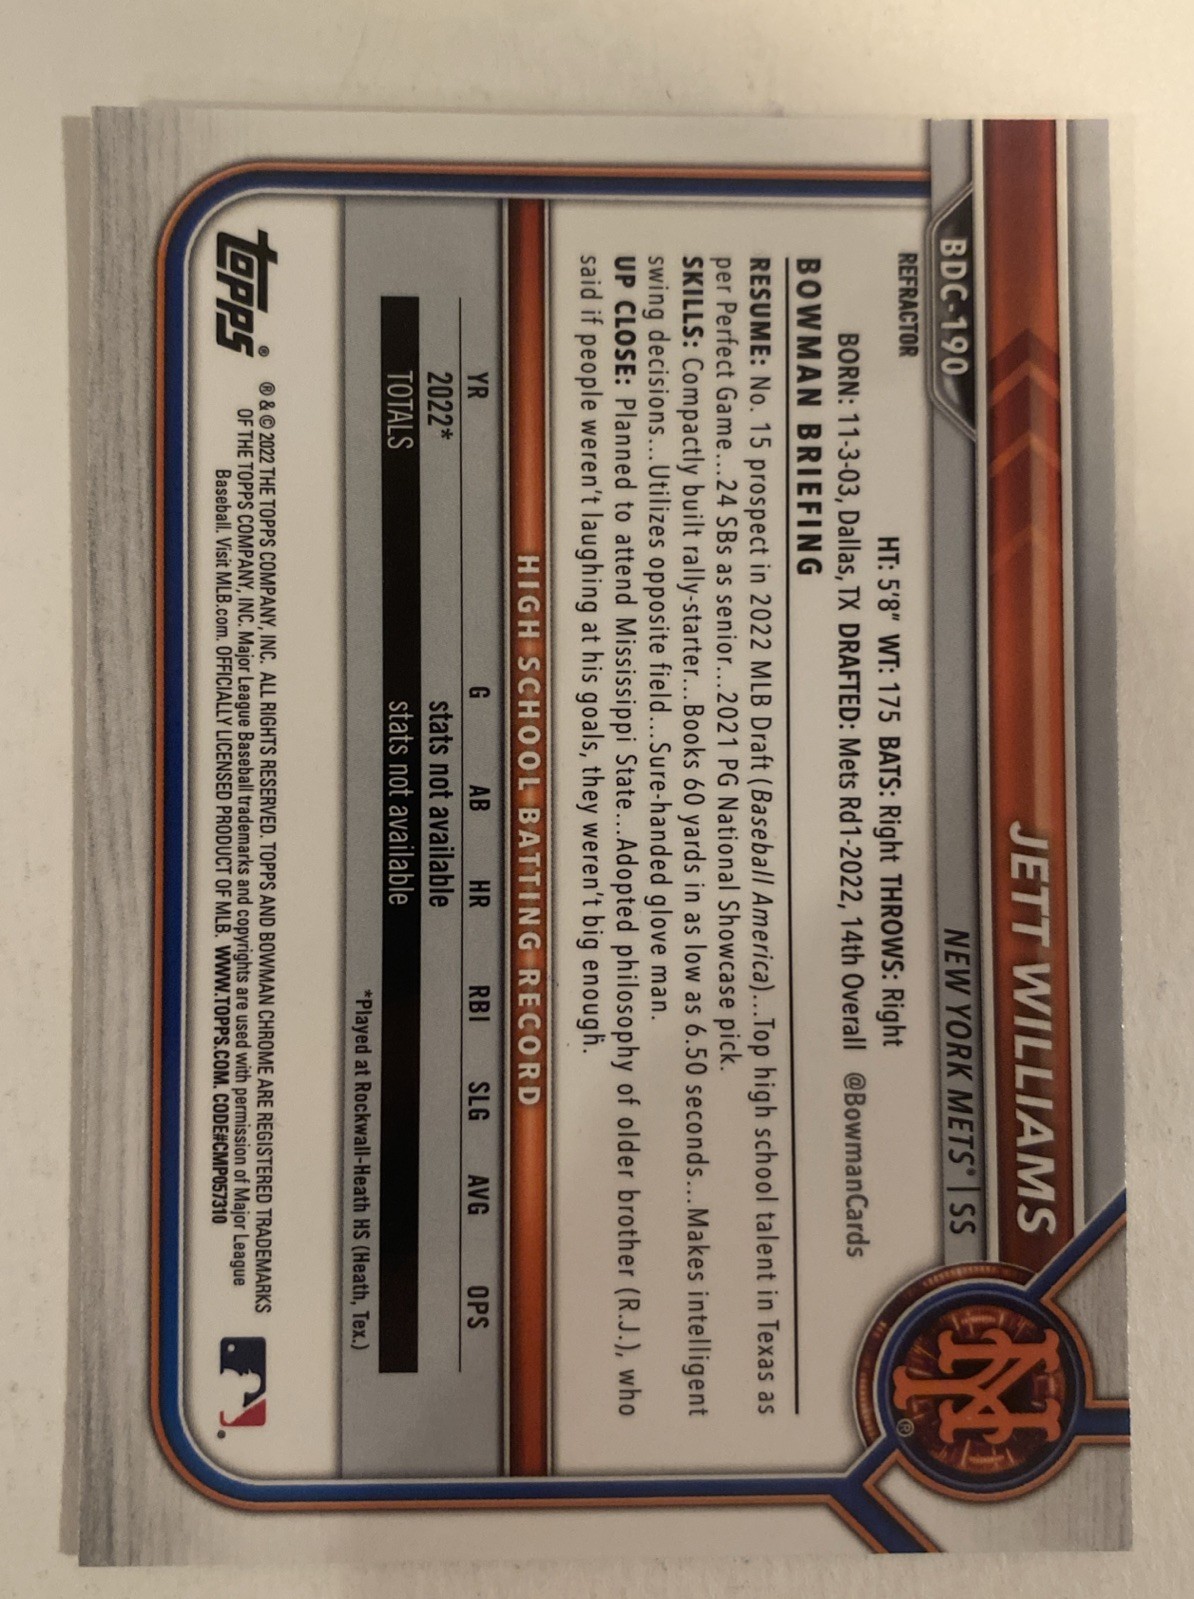 BDC-190
JETT WILLIAMS
NEW YORK METS® | SS
REFRACTOR
HT: 5'8" WT: 175 BATS: Right THROWS: Right
BORN: 11-3-03, Dallas, TX DRAFTED: Mets Rd1-2022, 14th Overall @BowmanCards
BOWMAN BRIEFING
RESUME: No. 15 prospect in 2022 MLB Draft (Baseball America)...Top high school talent in Texas as
per Perfect Game...24 SBs as senior...2021 PG National Showcase pick.
SKILLS: Compactly built rally-starter...Books 60 yards in as low as 6.50 seconds...Makes intelligent
swing decisions...Utilizes opposite field...Sure-handed glove man.
UP CLOSE: Planned to attend Mississippi State...Adopted philosophy of older brother (R.J.), who
said if people weren't laughing at his goals, they weren't big enough.
HIGH SCHOOL BATTING RECORD
YR G AB HR RBI SLG AVG OPS
2022* stats not available
TOTALS stats not available
*Played at Rockwall-Heath HS (Heath, Tex.)
topps®
® & © 2022 THE TOPPS COMPANY, INC. ALL RIGHTS RESERVED. TOPPS AND BOWMAN CHROME ARE REGISTERED TRADEMARKS
OF THE TOPPS COMPANY, INC. Major League Baseball trademarks and copyrights are used with permission of Major League
Baseball. Visit MLB.com. OFFICIALLY LICENSED PRODUCT OF MLB. WWW.TOPPS.COM. CODE#CMP057310